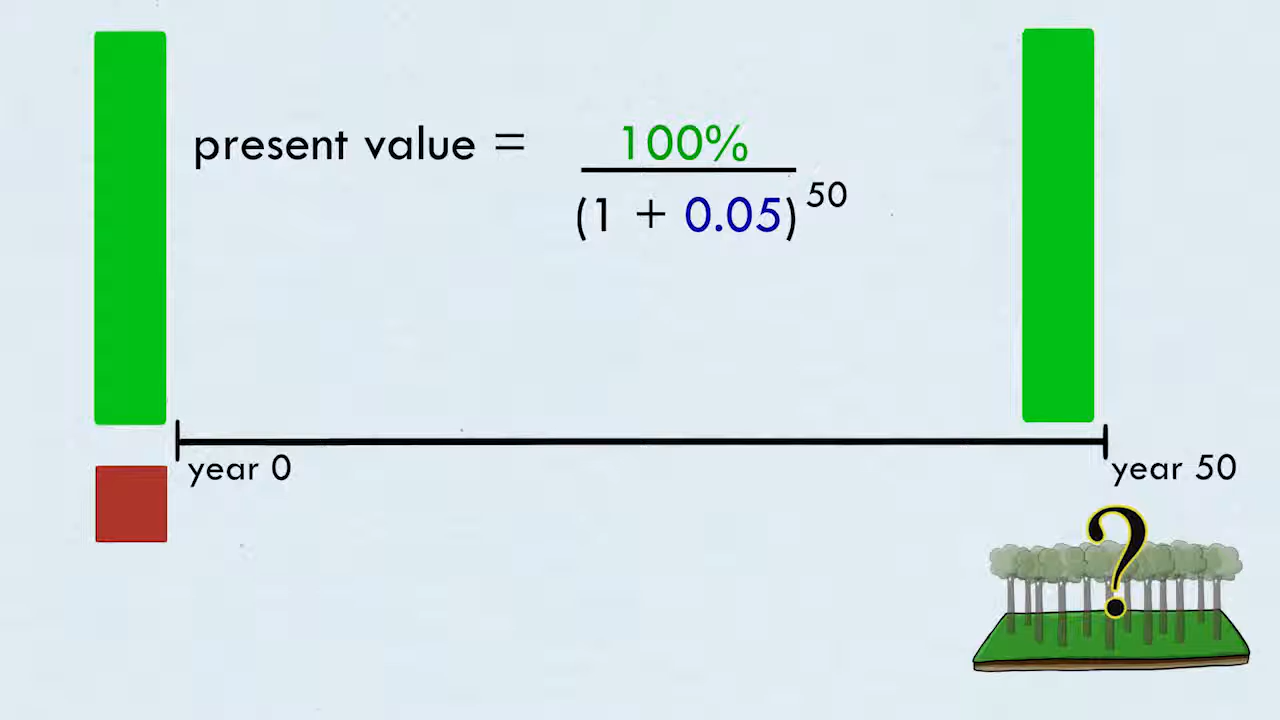 present value = 100%
(1 + 0.05)^50
year 0
year 50
?